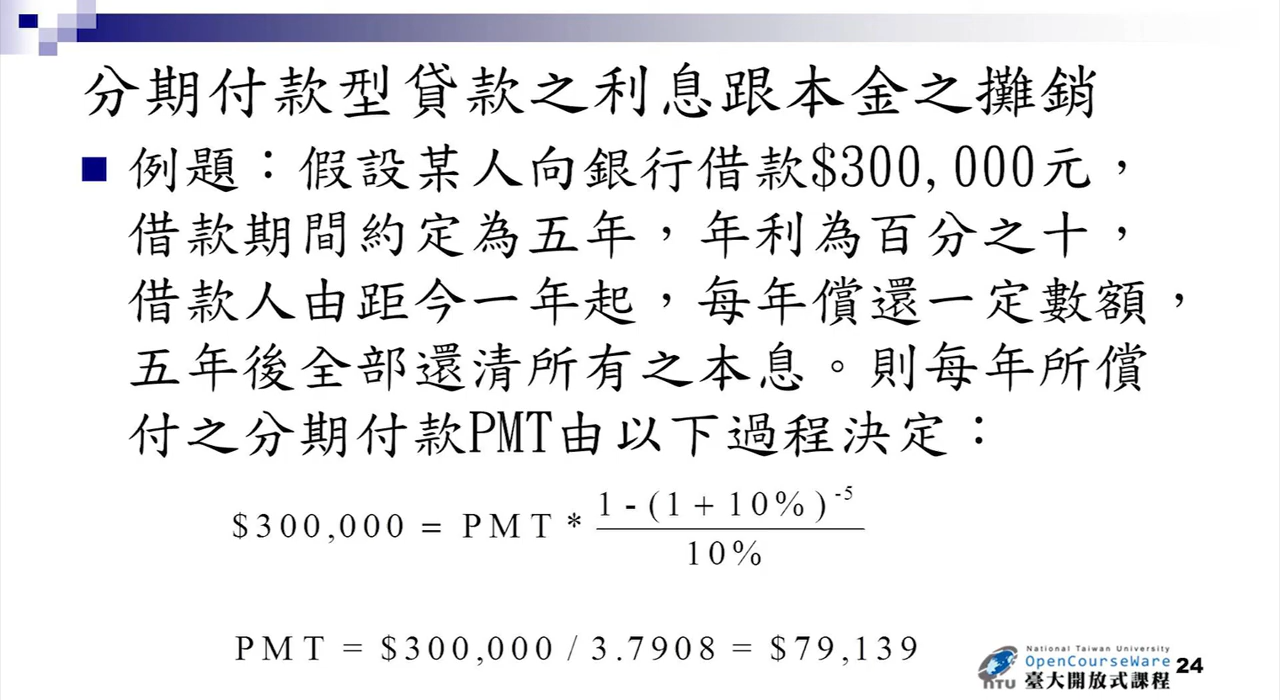 分期付款型貸款之利息跟本金之攤銷
例題：假設某人向銀行借款$300,000元，
借款期間約定為五年，年利為百分之十，
借款人由距今一年起，每年償還一定數額，
五年後全部還清所有之本息。則每年所償
付之分期付款PMT由以下過程決定：
$300,000 = PMT * \frac{1-(1+10%)^{-5}}{10%}
PMT = $300,000 / 3.7908 = $79,139
National Taiwan University
OpenCourseWare
NTU 臺大開放式課程
24